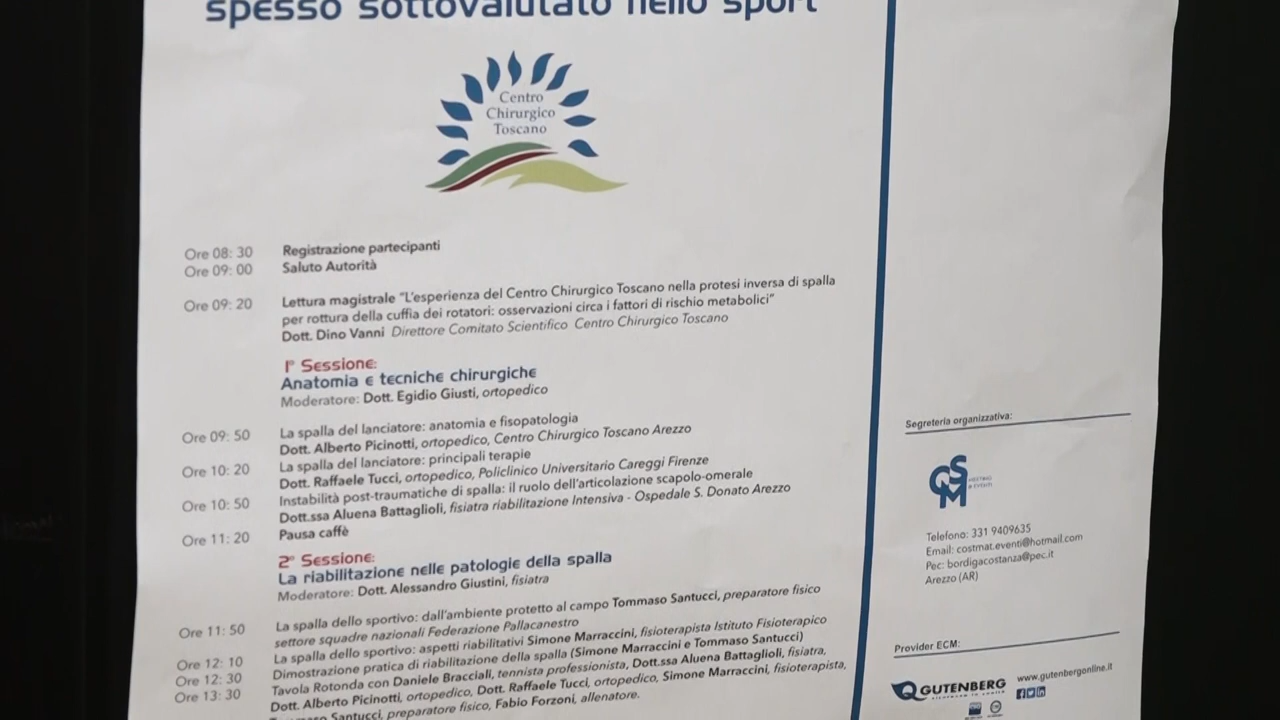 spesso sottovalutato nello sport
Centro
Chirurgico
Toscano
Ore 08: 30 Registrazione partecipanti
Ore 09: 00 Saluto Autorità
Ore 09: 20 Lettura magistrale "L'esperienza del Centro Chirurgico Toscano nella protesi inversa di spalla
per rottura della cuffia dei rotatori: osservazioni circa i fattori di rischio metabolici"
Dott. Dino Vanni Direttore Comitato Scientifico Centro Chirurgico Toscano
1° Sessione:
Anatomia e tecniche chirurgiche
Moderatore: Dott. Egidio Giusti, ortopedico
Ore 09: 50 La spalla del lanciatore: anatomia e fisopatologia
Dott. Alberto Picinotti, ortopedico, Centro Chirurgico Toscano Arezzo
Ore 10: 20 La spalla del lanciatore: principali terapie
Dott. Raffaele Tucci, ortopedico, Policlinico Universitario Careggi Firenze
Ore 10: 50 Instabilità post-traumatiche di spalla: il ruolo dell'articolazione scapolo-omerale
Dott.ssa Aluena Battaglioli, fisiatra riabilitazione Intensiva - Ospedale S. Donato Arezzo
Ore 11: 20 Pausa caffè
2° Sessione:
La riabilitazione nelle patologie della spalla
Moderatore: Dott. Alessandro Giustini, fisiatra
Ore 11: 50 La spalla dello sportivo: dall'ambiente protetto al campo Tommaso Santucci, preparatore fisico
settore squadre nazionali Federazione Pallacanestro
Ore 12: 10 La spalla dello sportivo: aspetti riabilitativi Simone Marraccini, fisioterapista Istituto Fisioterapico
Ore 12: 30 Dimostrazione pratica di riabilitazione della spalla (Simone Marraccini e Tommaso Santucci)
Ore 13: 30 Tavola Rotonda con Daniele Bracciali, tennista professionista, Dott.ssa Aluena Battaglioli, fisiatra,
Dott. Alberto Picinotti, ortopedico, Dott. Raffaele Tucci, ortopedico, Simone Marraccini, fisioterapista,
Tommaso Santucci, preparatore fisico, Fabio Forzoni, allenatore.
Segreteria organizzativa:
CSM
MEETING
& EVENTI
Telefono: 331 9409635
Email: costmat.eventi@hotmail.com
Pec: bordigacostanza@pec.it
Arezzo (AR)
Provider ECM:
GUTENBERG
www.gutenbergonline.it